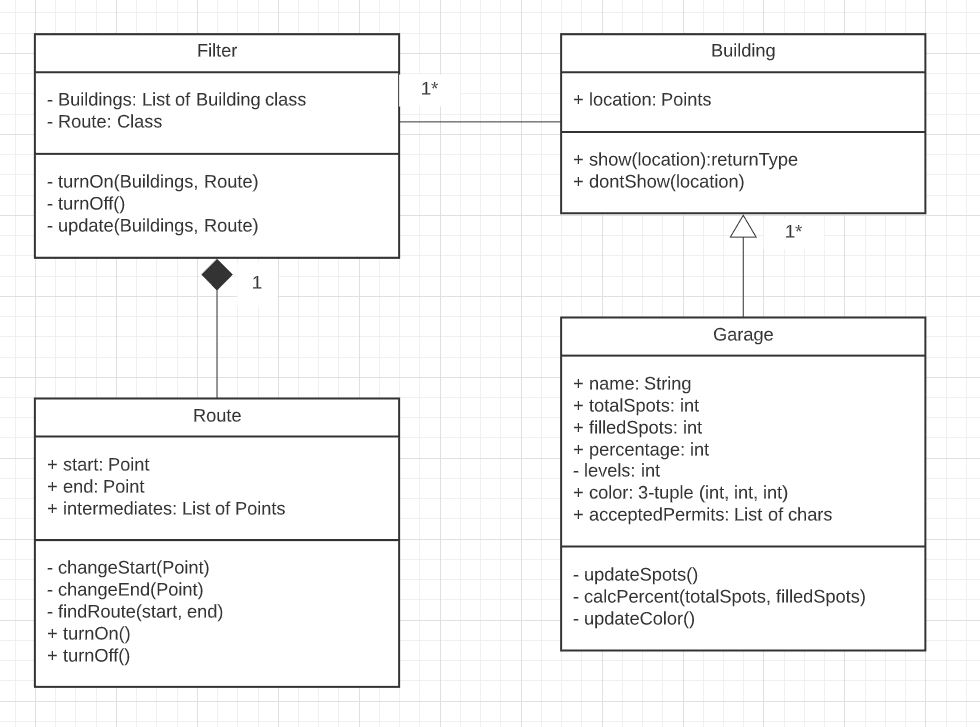 Filter
- Buildings: List of Building class
- Route: Class
- turnOn(Buildings, Route)
- turnOff()
- update(Buildings, Route)
1*
Building
+ location: Points
+ show(location):returnType
+ dontShow(location)
1*
1
Route
+ start: Point
+ end: Point
+ intermediates: List of Points
- changeStart(Point)
- changeEnd(Point)
- findRoute(start, end)
+ turnOn()
+ turnOff()
Garage
+ name: String
+ totalSpots: int
+ filledSpots: int
+ percentage: int
- levels: int
+ color: 3-tuple (int, int, int)
+ acceptedPermits: List of chars
- updateSpots()
- calcPercent(totalSpots, filledSpots)
- updateColor()